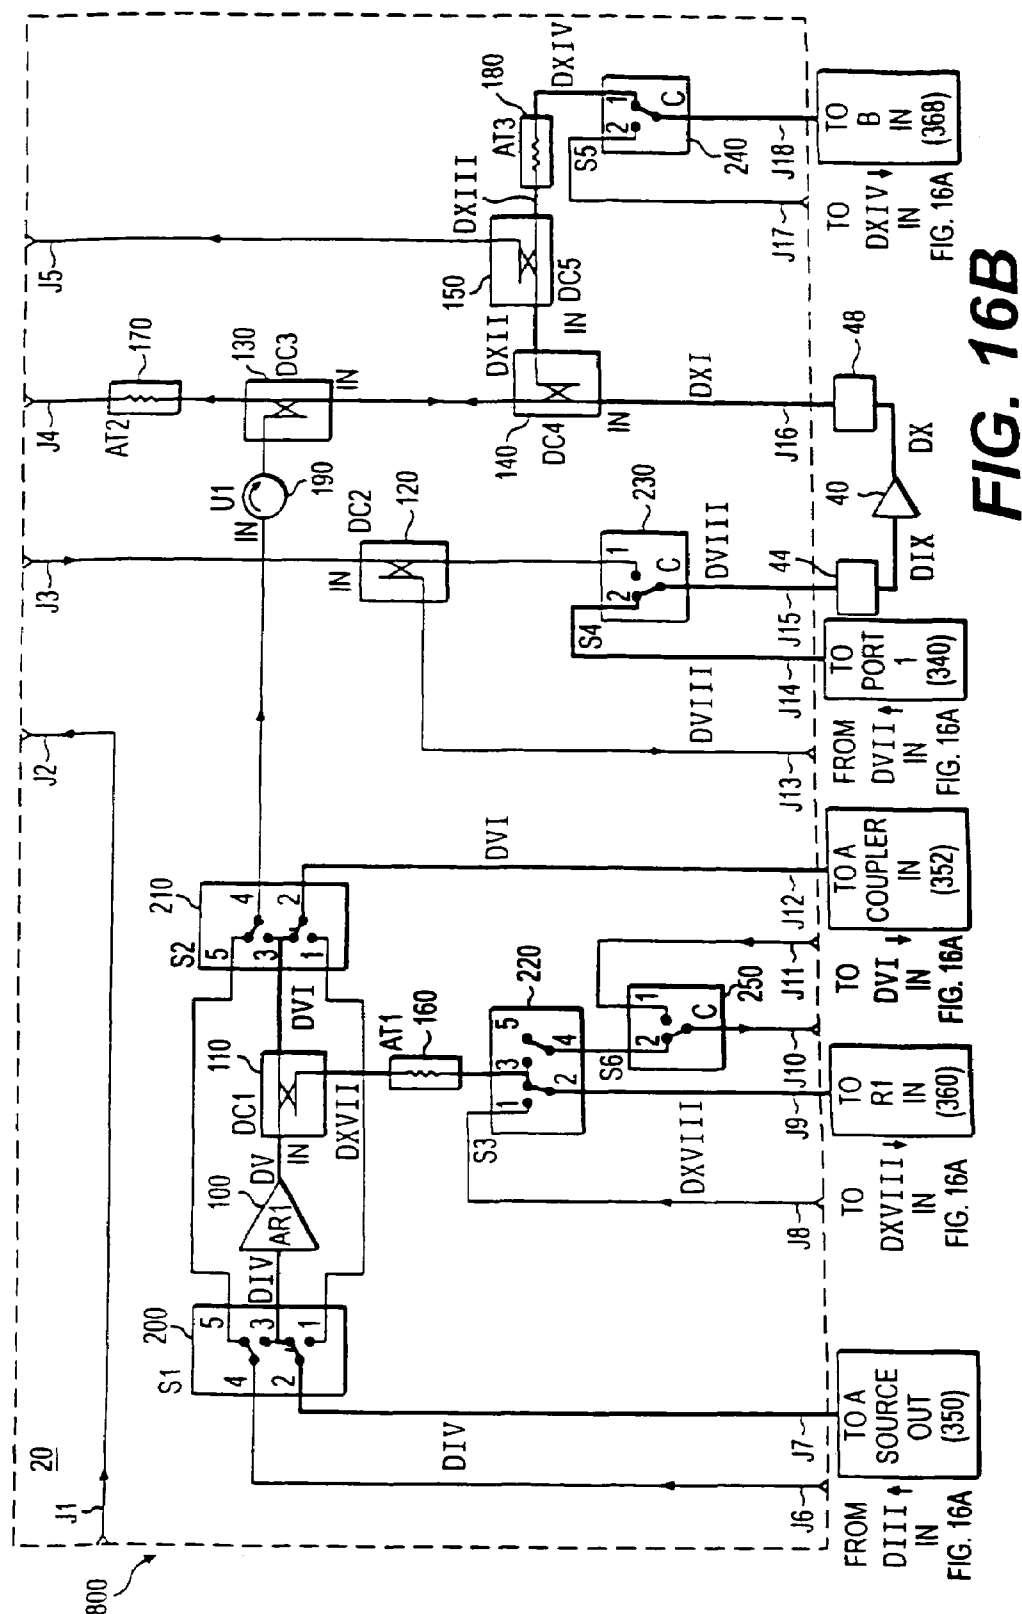 800
20
J1
J2
J3
J4
J5
AT2
170
130
DC3
IN
U1
IN
190
DC2
IN
120
DXIII
AT3
180
DXIV
150
DC5
IN
DXII
140
DC4
IN
S5
2
1
C
240
DXI
S1
200
4
5
3
2
1
DIV
100
AR1
DV
DC1
110
IN
DVI
DXVII
AT1
160
S2
210
5
4
3
2
1
DVI
S3
220
1
3
5
2
4
S6
250
2
1
C
S4
230
2
1
C
DVIII
DVIII
DXVIII
DIV
J6
J7
J8
J9
J10
J11
J12
J13
J14
J15
J16
J17
J18
44
48
40
DIX
DX
FROM
DIII
IN
FIG. 16A
TO A
SOURCE
OUT
(350)
TO
DXVIII
IN
FIG. 16A
TO
R1
IN
(360)
TO
DVI
IN
FIG. 16A
TO A
COUPLER
IN
(352)
FROM
DVII
IN
FIG. 16A
TO
PORT
1
(340)
TO
DXIV
IN
FIG. 16A
TO
B
IN
(368)
FIG. 16B